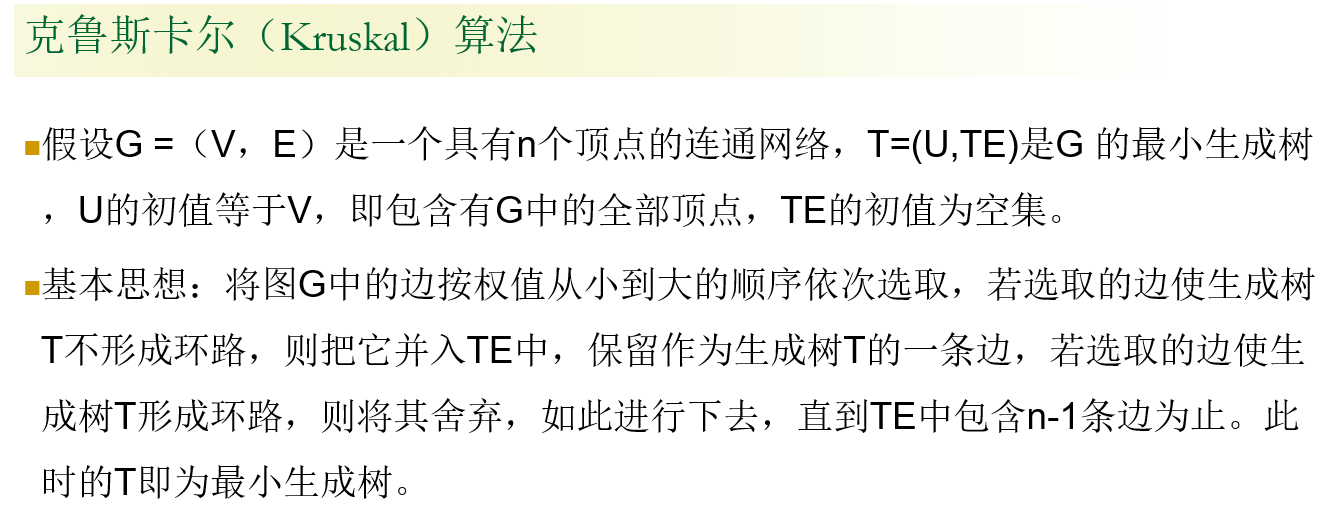 克鲁斯卡尔（Kruskal）算法
■假设G =（V，E）是一个具有n个顶点的连通网络，T=(U,TE)是G 的最小生成树
，U的初值等于V，即包含有G中的全部顶点，TE的初值为空集。
■基本思想：将图G中的边按权值从小到大的顺序依次选取，若选取的边使生成树
T不形成环路，则把它并入TE中，保留作为生成树T的一条边，若选取的边使生
成树T形成环路，则将其舍弃，如此进行下去，直到TE中包含n-1条边为止。此
时的T即为最小生成树。